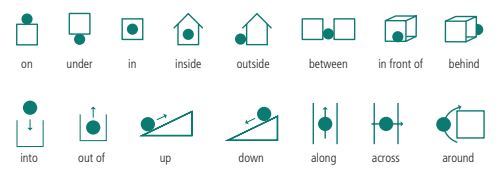 on under in inside outside between in front of behind
into out of up down along across around